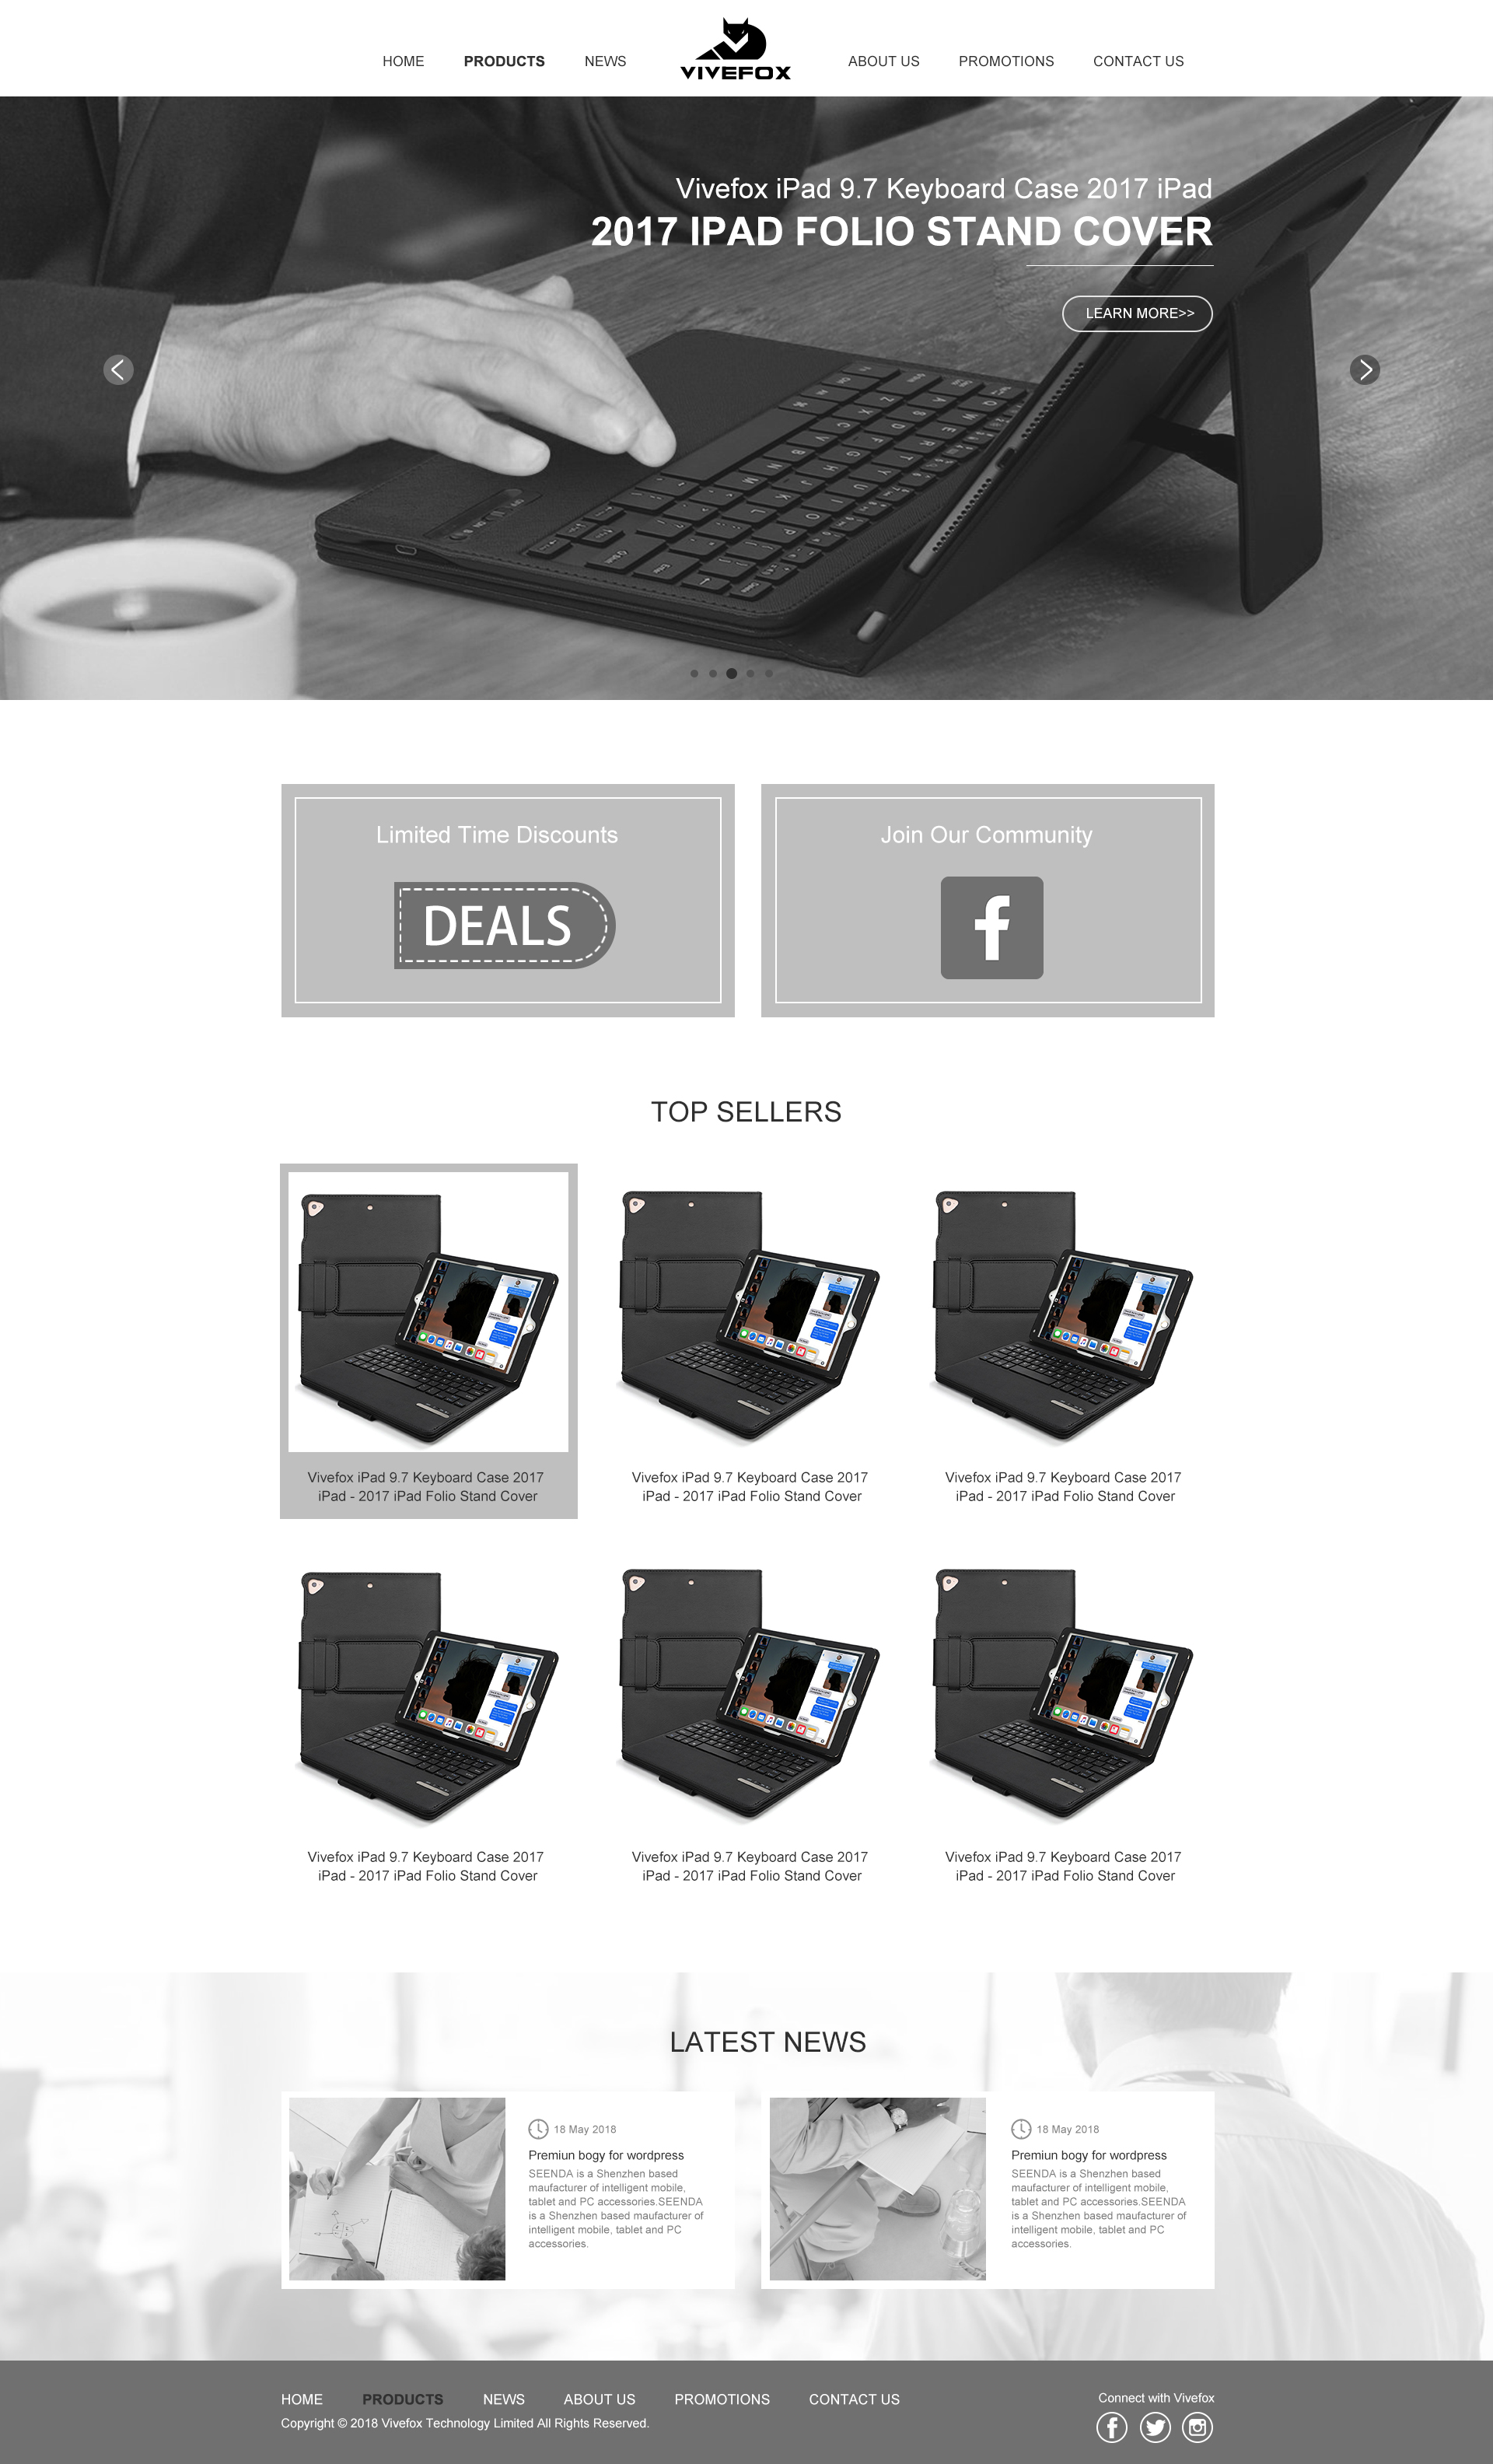 HOME
PRODUCTS
NEWS
VIVEFOX
ABOUT US
PROMOTIONS
CONTACT US
Vivefox iPad 9.7 Keyboard Case 2017 iPad
2017 IPAD FOLIO STAND COVER
LEARN MORE>>
Limited Time Discounts
DEALS
Join Our Community
f
TOP SELLERS
Vivefox iPad 9.7 Keyboard Case 2017
iPad - 2017 iPad Folio Stand Cover
Vivefox iPad 9.7 Keyboard Case 2017
iPad - 2017 iPad Folio Stand Cover
Vivefox iPad 9.7 Keyboard Case 2017
iPad - 2017 iPad Folio Stand Cover
Vivefox iPad 9.7 Keyboard Case 2017
iPad - 2017 iPad Folio Stand Cover
Vivefox iPad 9.7 Keyboard Case 2017
iPad - 2017 iPad Folio Stand Cover
Vivefox iPad 9.7 Keyboard Case 2017
iPad - 2017 iPad Folio Stand Cover
LATEST NEWS
18 May 2018
Premiun bogy for wordpress
SEENDA is a Shenzhen based
maufacturer of intelligent mobile,
tablet and PC accessories.SEENDA
is a Shenzhen based maufacturer of
intelligent mobile, tablet and PC
accessories.
18 May 2018
Premiun bogy for wordpress
SEENDA is a Shenzhen based
maufacturer of intelligent mobile,
tablet and PC accessories.SEENDA
is a Shenzhen based maufacturer of
intelligent mobile, tablet and PC
accessories.
HOME
PRODUCTS
NEWS
ABOUT US
PROMOTIONS
CONTACT US
Copyright © 2018 Vivefox Technology Limited All Rights Reserved.
Connect with Vivefox